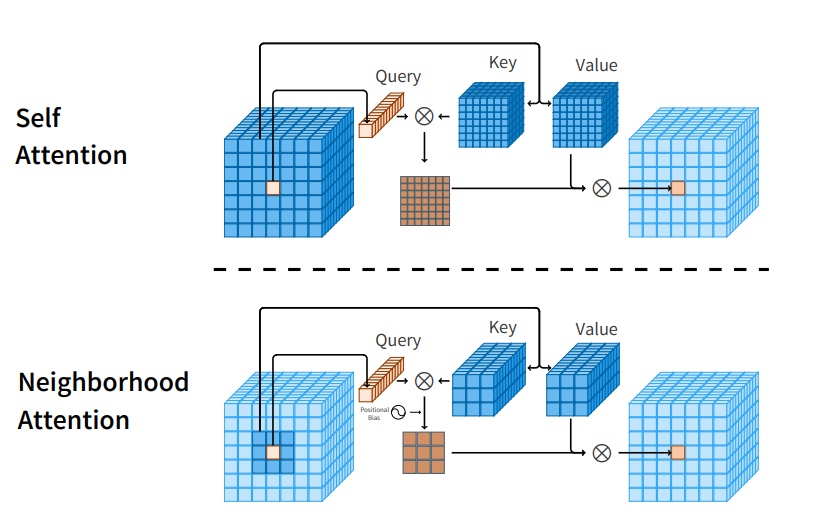 Query
Key
Value
Self
Attention
Query
Key
Value
Neighborhood
Attention
Positional
Bias